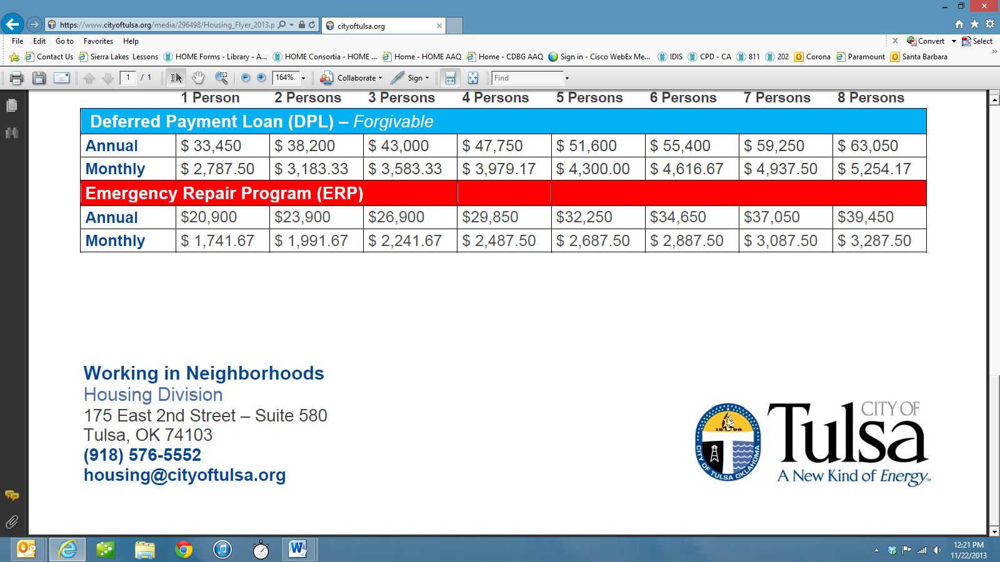 https://www.cityoftulsa.org/media/296498/Housing_Flyer_2013.p
cityoftulsa.org
File Edit Go to Favorites Help
Convert Select
Contact Us Sierra Lakes Lessons HOME Forms - Library - A... HOME Consortia - HOME ... Home - HOME AAQ Home - CDBG AAQ Sign in - Cisco WebEx Me... IDIS CPD - CA 811 202 Corona Paramount Santa Barbara
1 / 1 164% Collaborate Sign Find
1 Person 2 Persons 3 Persons 4 Persons 5 Persons 6 Persons 7 Persons 8 Persons
Deferred Payment Loan (DPL) – Forgivable
Annual $ 33,450 $ 38,200 $ 43,000 $ 47,750 $ 51,600 $ 55,400 $ 59,250 $ 63,050
Monthly $ 2,787.50 $ 3,183.33 $ 3,583.33 $ 3,979.17 $ 4,300.00 $ 4,616.67 $ 4,937.50 $ 5,254.17
Emergency Repair Program (ERP)
Annual $20,900 $23,900 $26,900 $29,850 $32,250 $34,650 $37,050 $39,450
Monthly $ 1,741.67 $ 1,991.67 $ 2,241.67 $ 2,487.50 $ 2,687.50 $ 2,887.50 $ 3,087.50 $ 3,287.50
Working in Neighborhoods
Housing Division
175 East 2nd Street – Suite 580
Tulsa, OK 74103
(918) 576-5552
housing@cityoftulsa.org
1898
CITY OF TULSA OKLAHOMA
CITY OF
Tulsa
A New Kind of Energy™
12:21 PM
11/22/2013